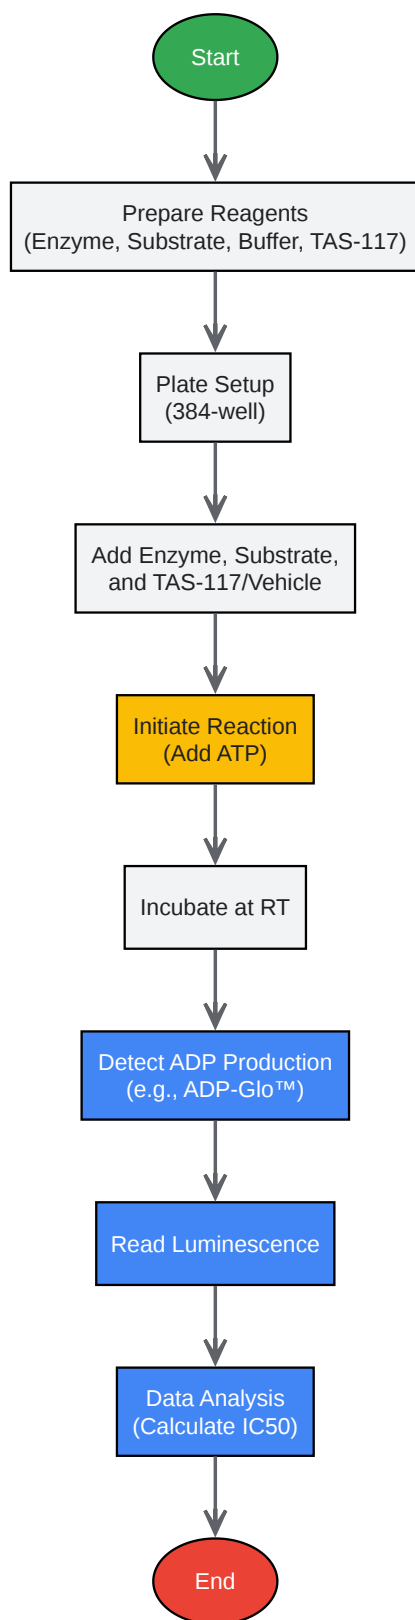 Start
Prepare Reagents
(Enzyme, Substrate, Buffer, TAS-117)
Plate Setup
(384-well)
Add Enzyme, Substrate,
and TAS-117/Vehicle
Initiate Reaction
(Add ATP)
Incubate at RT
Detect ADP Production
(e.g., ADP-Glo™)
Read Luminescence
Data Analysis
(Calculate IC50)
End